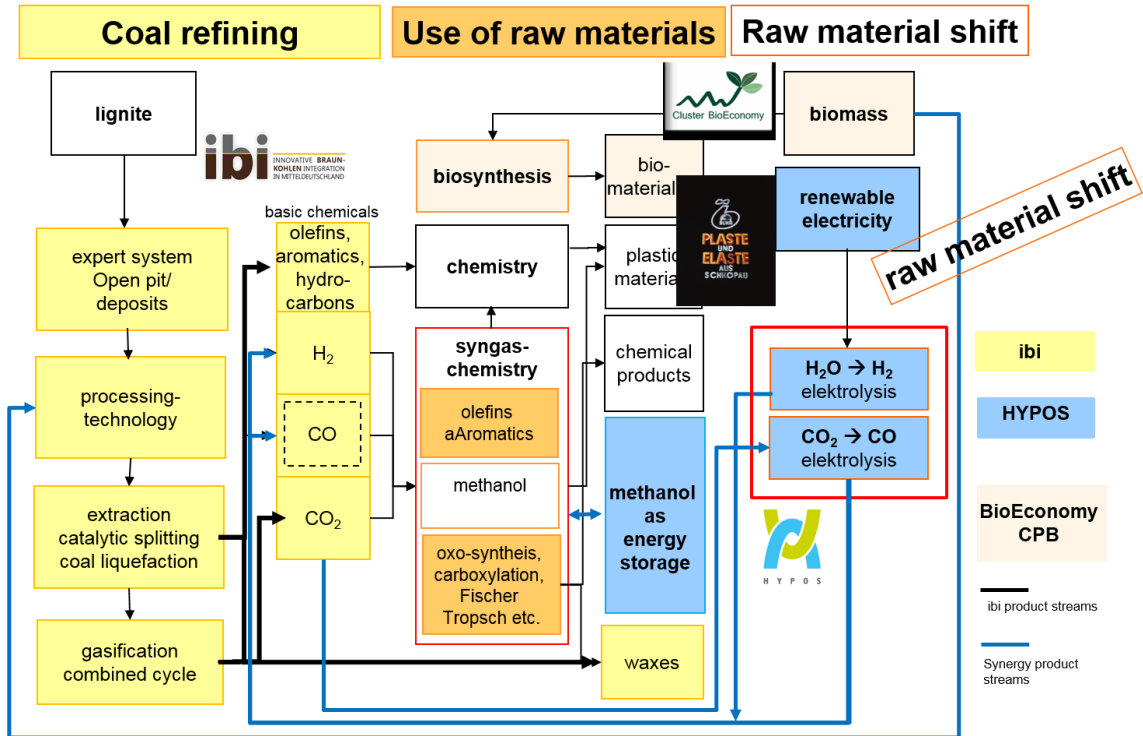 Coal refining
Use of raw materials
Raw material shift
lignite
ibi
INNOVATIVE BRAUN-
KOHLEN INTEGRATION
IN MITTELDEUTSCHLAND
expert system
Open pit/
deposits
processing-
technology
extraction
catalytic splitting
coal liquefaction
gasification
combined cycle
basic chemicals
olefins,
aromatics,
hydro-
carbons
H₂
CO
CO₂
biosynthesis
chemistry
syngas-
chemistry
olefins
aAromatics
methanol
oxo-syntheis,
carboxylation,
Fischer
Tropsch etc.
Cluster BioEconomy
bio-
material
plastic
material
PLASTE
UND
ELASTE
AUS
SCHKOPAU
chemical
products
methanol
as
energy
storage
waxes
biomass
renewable
electricity
raw material shift
H₂O → H₂
elektrolysis
CO₂ → CO
elektrolysis
HYPOS
ibi
HYPOS
BioEconomy
CPB
ibi product streams
Synergy product
streams